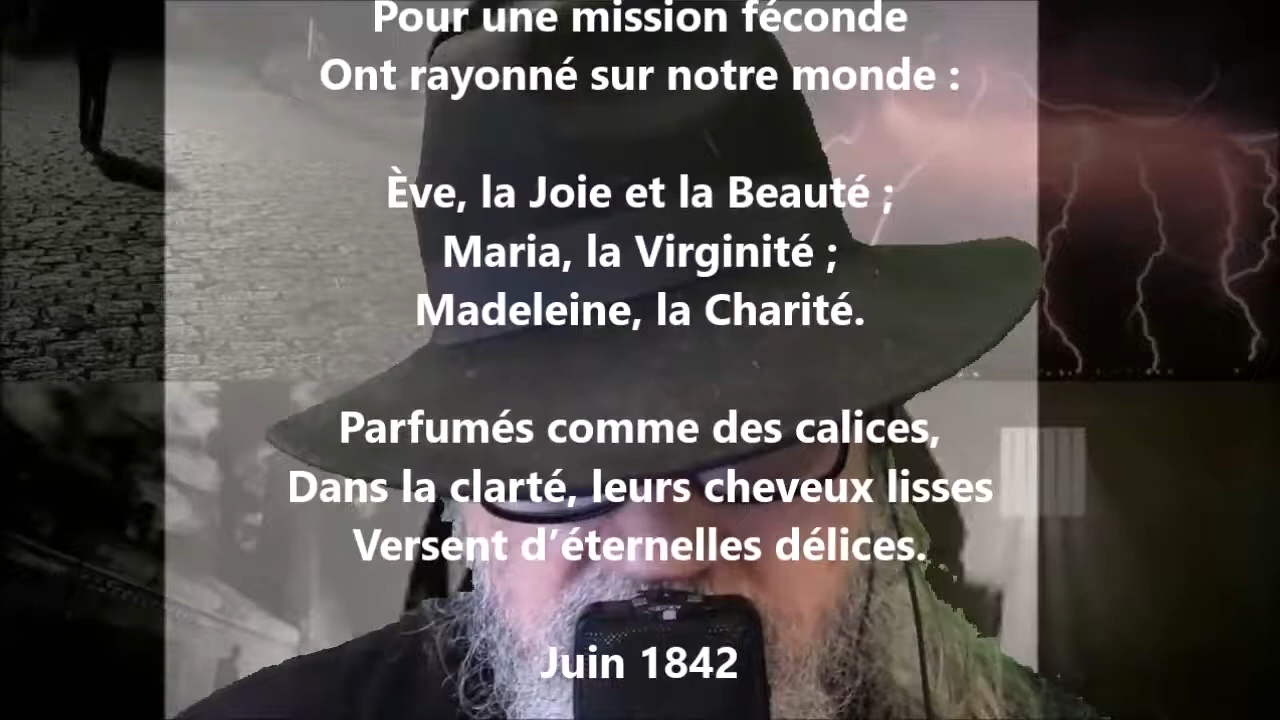 Pour une mission féconde
Ont rayonné sur notre monde :
Ève, la Joie et la Beauté ;
Maria, la Virginité ;
Madeleine, la Charité.
Parfumés comme des calices,
Dans la clarté, leurs cheveux lisses
Versent d’éternelles délices.
Juin 1842